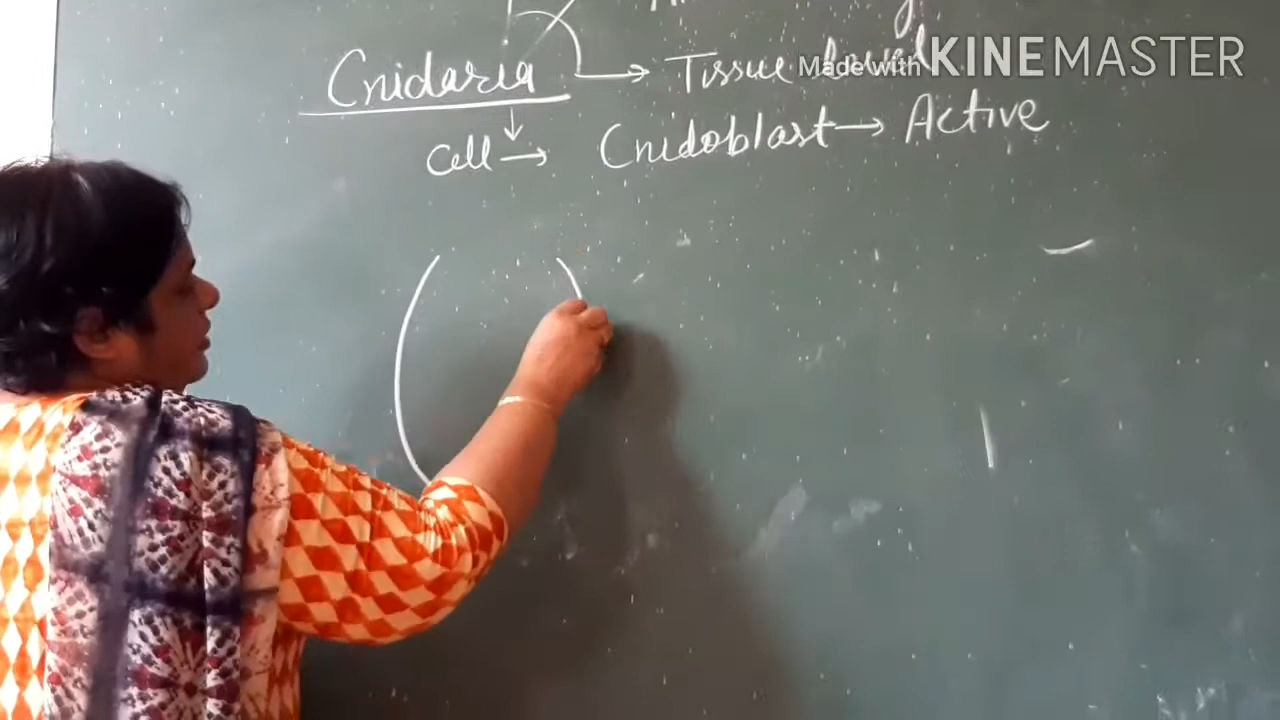 Cnidaria → Tissue level
Made with KINEMASTER
Cell → Cnidoblast → Active